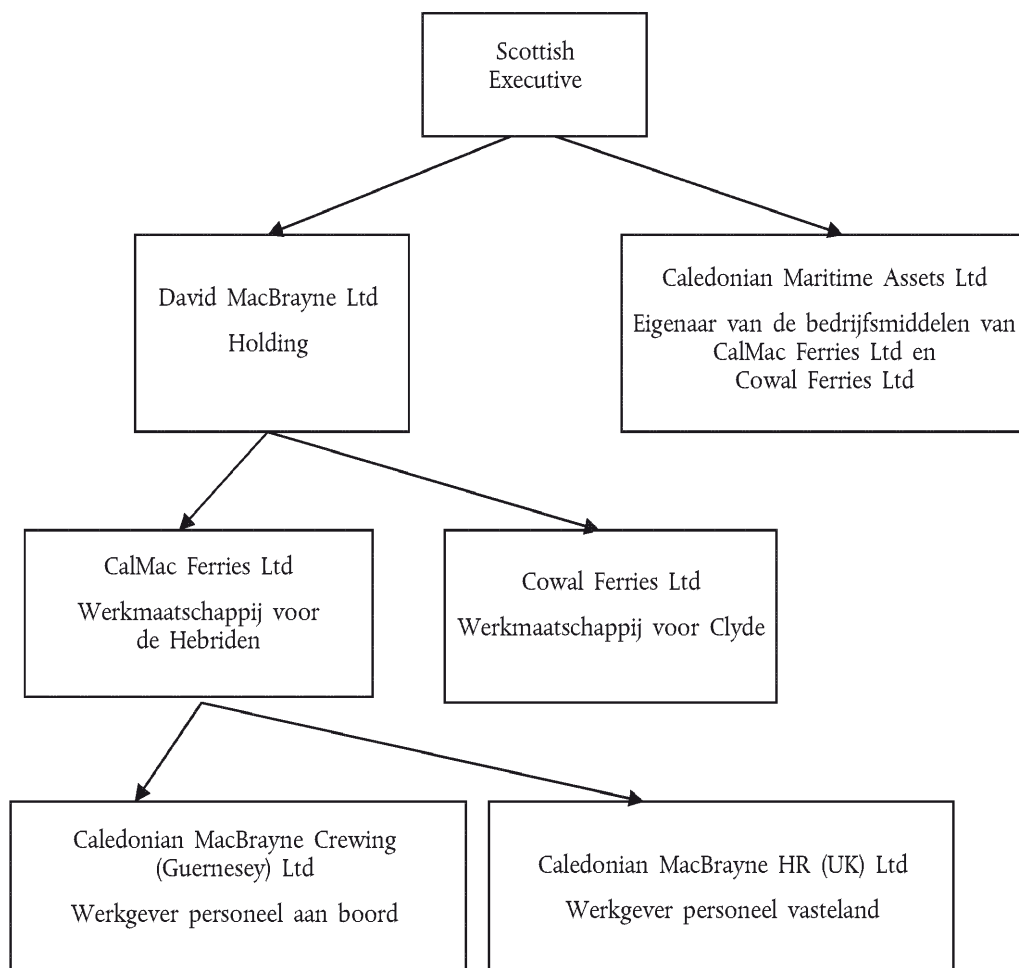 Scottish
Executive
David MacBrayne Ltd
Holding
Caledonian Maritime Assets Ltd
Eigenaar van de bedrijfsmiddelen van
CalMac Ferries Ltd en
Cowal Ferries Ltd
CalMac Ferries Ltd
Werkmaatschappij voor
de Hebriden
Cowal Ferries Ltd
Werkmaatschappij voor Clyde
Caledonian MacBrayne Crewing
(Guernesey) Ltd
Werkgever personeel aan boord
Caledonian MacBrayne HR (UK) Ltd
Werkgever personeel vasteland